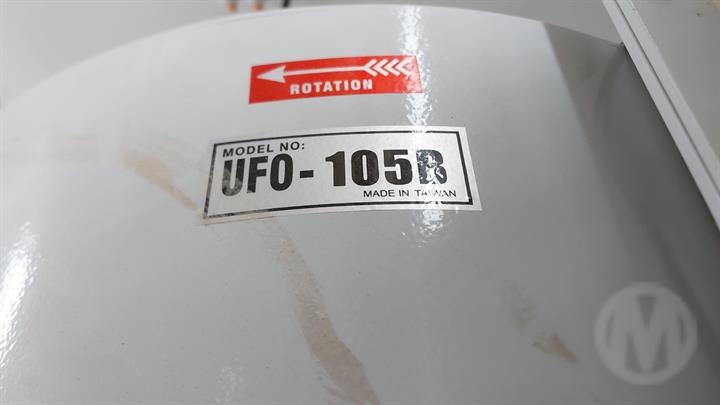 ROTATION
MODEL NO:
UFO-105B
MADE IN TAIWAN
M